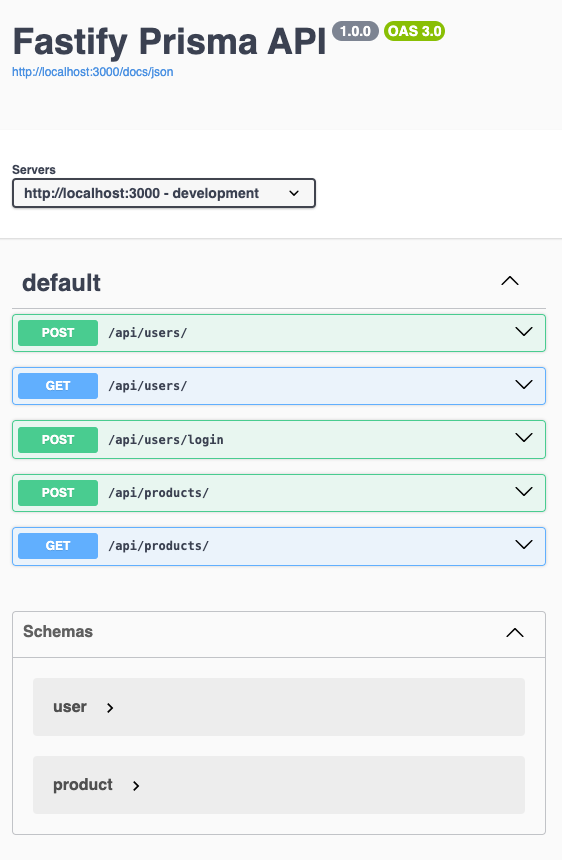 Fastify Prisma API 1.0.0 OAS 3.0
http://localhost:3000/docs/json
Servers
http://localhost:3000 - development
default
POST /api/users/
GET /api/users/
POST /api/users/login
POST /api/products/
GET /api/products/
Schemas
user
product